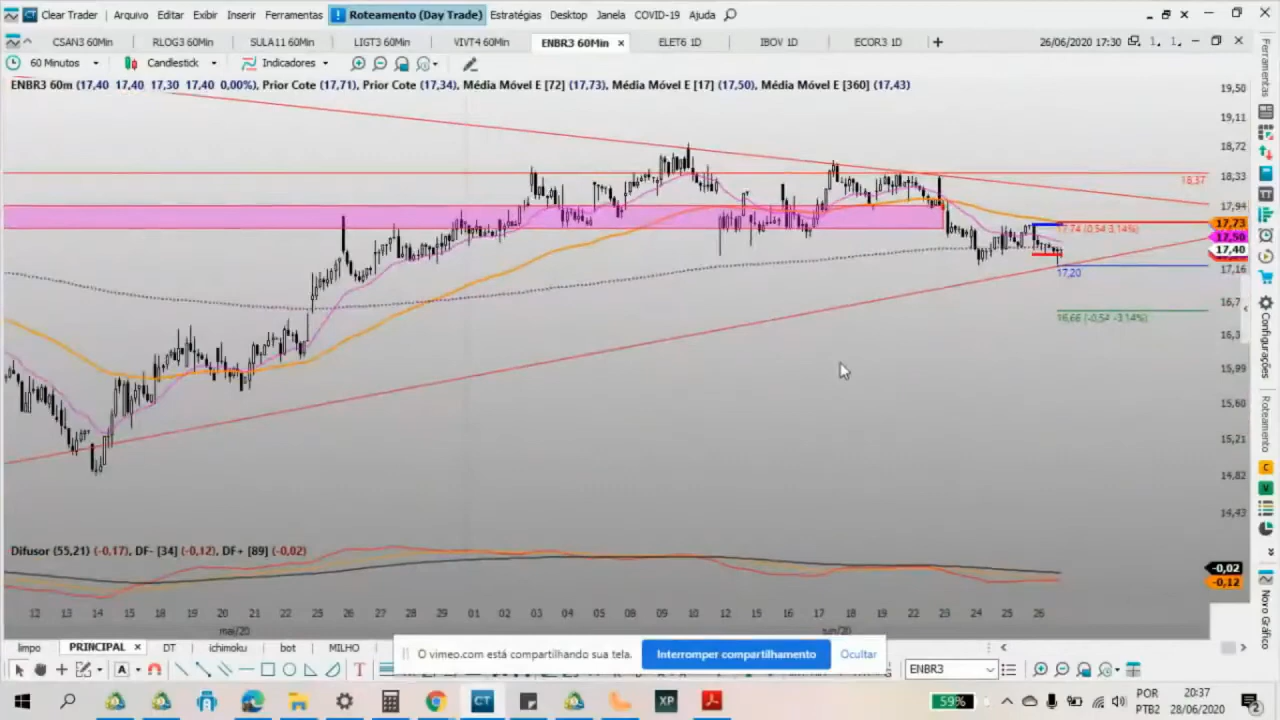 Clear Trader Arquivo Editar Exibir Inserir Ferramentas ! Roteamento (Day Trade) Estratégias Desktop Janela COVID-19 Ajuda
CSAN3 60Min RLOG3 60Min SULA11 60Min LIGT3 60Min VIVT4 60Min ENBR3 60Min × ELET6 1D IBOV 1D ECOR3 1D + 26/06/2020 17:30
60 Minutos Candlestick Indicadores
ENBR3 60m (17,40 17,40 17,30 17,40 0,00%), Prior Cote (17,71), Prior Cote (17,34), Média Móvel E [72] (17,73), Média Móvel E [17] (17,50), Média Móvel E [360] (17,43)
19,50
19,11
18,72
18,33
18,37
17,94
17,73
17,74 (0,54 3,14%)
17,50
17,40
17,16
17,20
16,7
16,66 (-0,54 -3,14%)
16,3
15,99
15,60
15,21
14,82
14,43
Difusor (55,21) (-0,17), DF- [34] (-0,12), DF+ [89] (-0,02)
-0,02
-0,12
12 13 14 15 18 19 20 21 22 25 26 27 28 29 01 02 03 04 05 08 09 10 12 15 16 17 18 19 22 23 24 25 26
mai/20 jun/20
Ferramentas
Configurações
Roteamento
C
V
Novo Gráfico
limpo PRINCIPAL × DT ichimoku bot MILHO
O vimeo.com está compartilhando sua tela. Interromper compartilhamento Ocultar
ENBR3
CT XP 59% POR 20:37
PTB2 28/06/2020 2